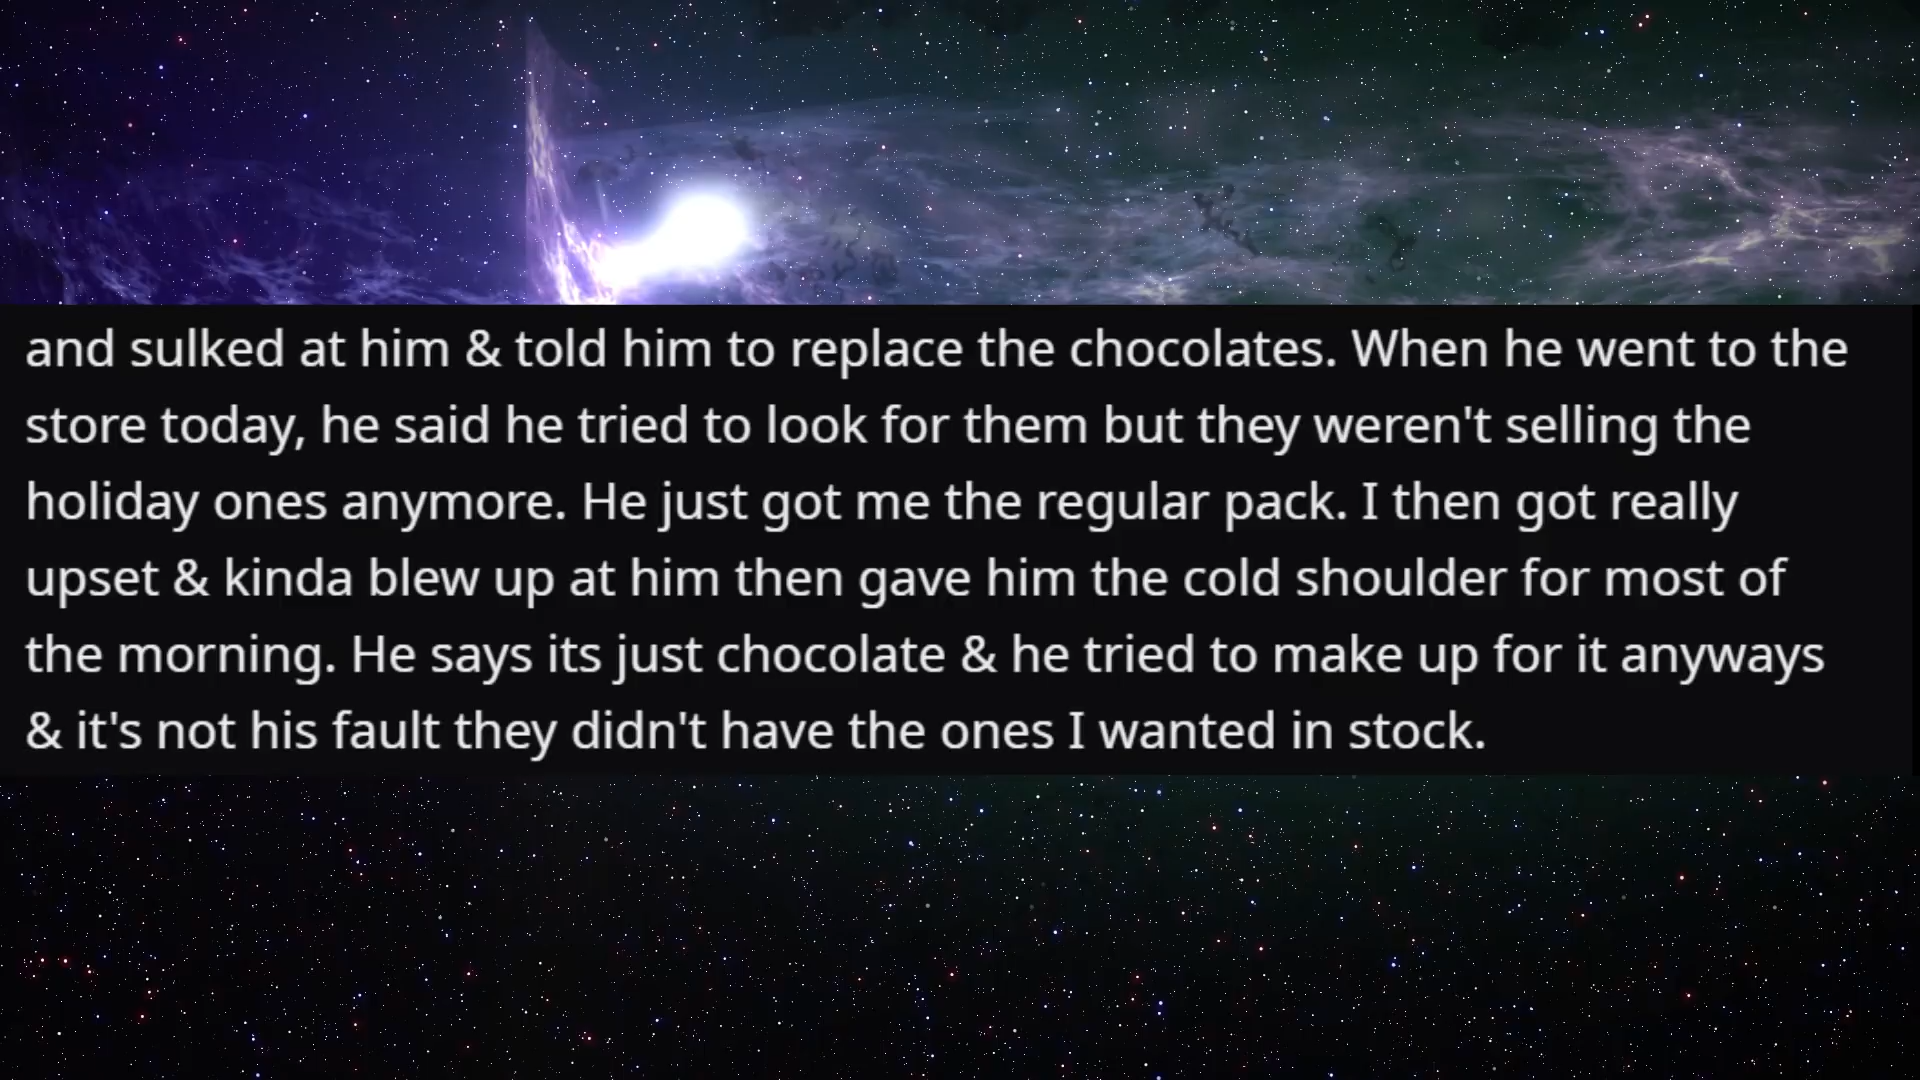 and sulked at him & told him to replace the chocolates. When he went to the
store today, he said he tried to look for them but they weren't selling the
holiday ones anymore. He just got me the regular pack. I then got really
upset & kinda blew up at him then gave him the cold shoulder for most of
the morning. He says its just chocolate & he tried to make up for it anyways
& it's not his fault they didn't have the ones I wanted in stock.